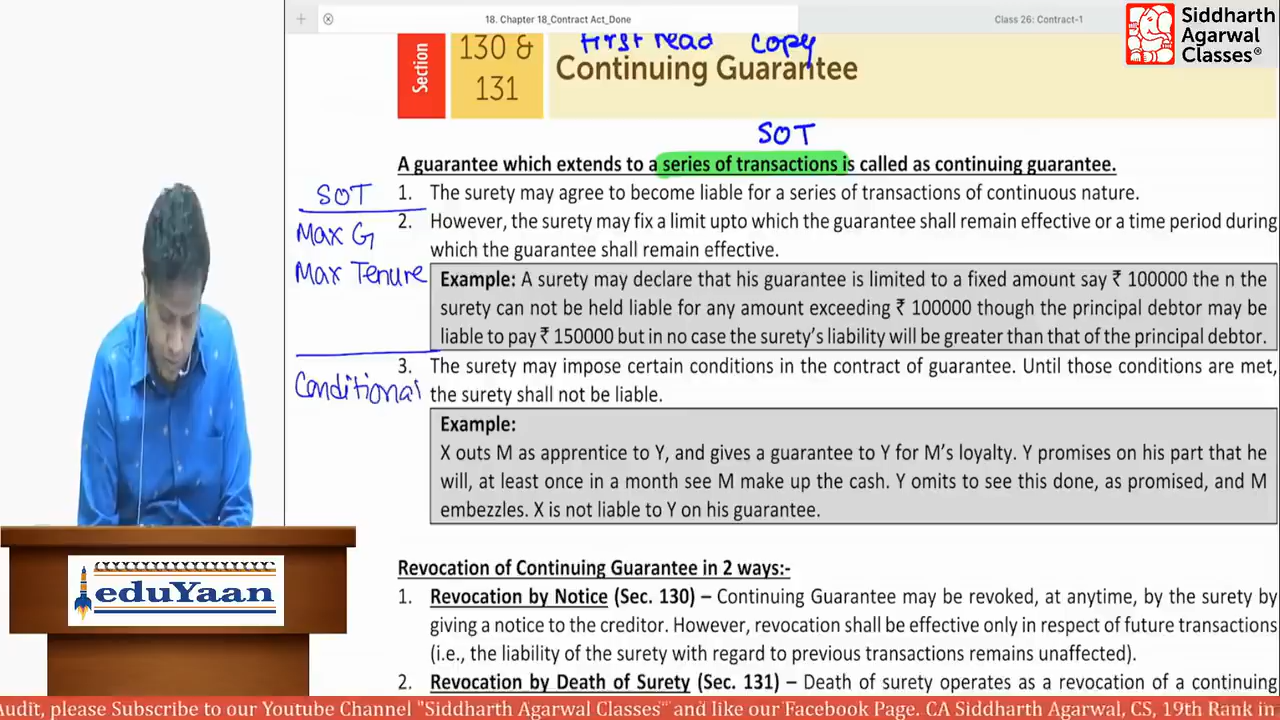 18. Chapter 18_Contract Act_Done
Class 26: Contract-1
Siddharth
Agarwal
Classes®
First read copy
Section
130 &
131
Continuing Guarantee
SOT
A guarantee which extends to a series of transactions is called as continuing guarantee.
SOT
1. The surety may agree to become liable for a series of transactions of continuous nature.
Max G
2. However, the surety may fix a limit upto which the guarantee shall remain effective or a time period during
which the guarantee shall remain effective.
Max Tenure
Example: A surety may declare that his guarantee is limited to a fixed amount say ₹ 100000 the n the
surety can not be held liable for any amount exceeding ₹ 100000 though the principal debtor may be
liable to pay ₹ 150000 but in no case the surety's liability will be greater than that of the principal debtor.
Conditional
3. The surety may impose certain conditions in the contract of guarantee. Until those conditions are met,
the surety shall not be liable.
Example:
X outs M as apprentice to Y, and gives a guarantee to Y for M's loyalty. Y promises on his part that he
will, at least once in a month see M make up the cash. Y omits to see this done, as promised, and M
embezzles. X is not liable to Y on his guarantee.
Revocation of Continuing Guarantee in 2 ways:-
1. Revocation by Notice (Sec. 130) – Continuing Guarantee may be revoked, at anytime, by the surety by
giving a notice to the creditor. However, revocation shall be effective only in respect of future transactions
(i.e., the liability of the surety with regard to previous transactions remains unaffected).
2. Revocation by Death of Surety (Sec. 131) – Death of surety operates as a revocation of a continuing
eduYaan
Audit, please Subscribe to our Youtube Channel "Siddharth Agarwal Classes" and like our Facebook Page. CA Siddharth Agarwal, CS, 19th Rank in